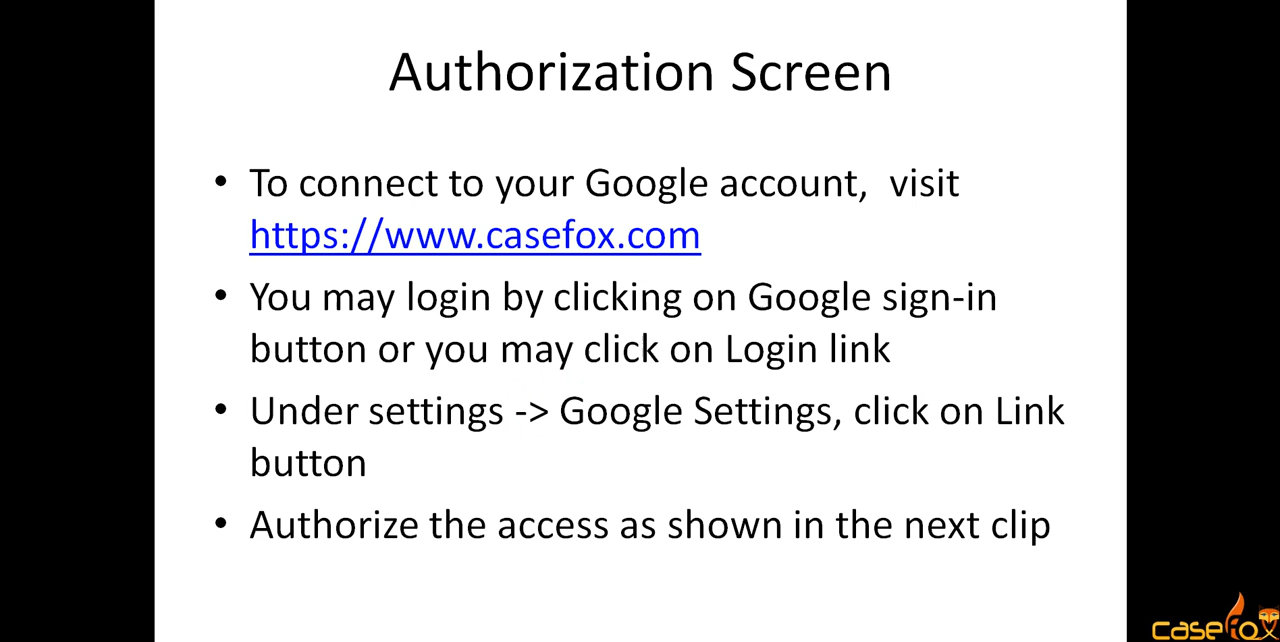 Authorization Screen
• To connect to your Google account,  visit
https://www.casefox.com
• You may login by clicking on Google sign-in
button or you may click on Login link
• Under settings -> Google Settings, click on Link
button
• Authorize the access as shown in the next clip
casefox